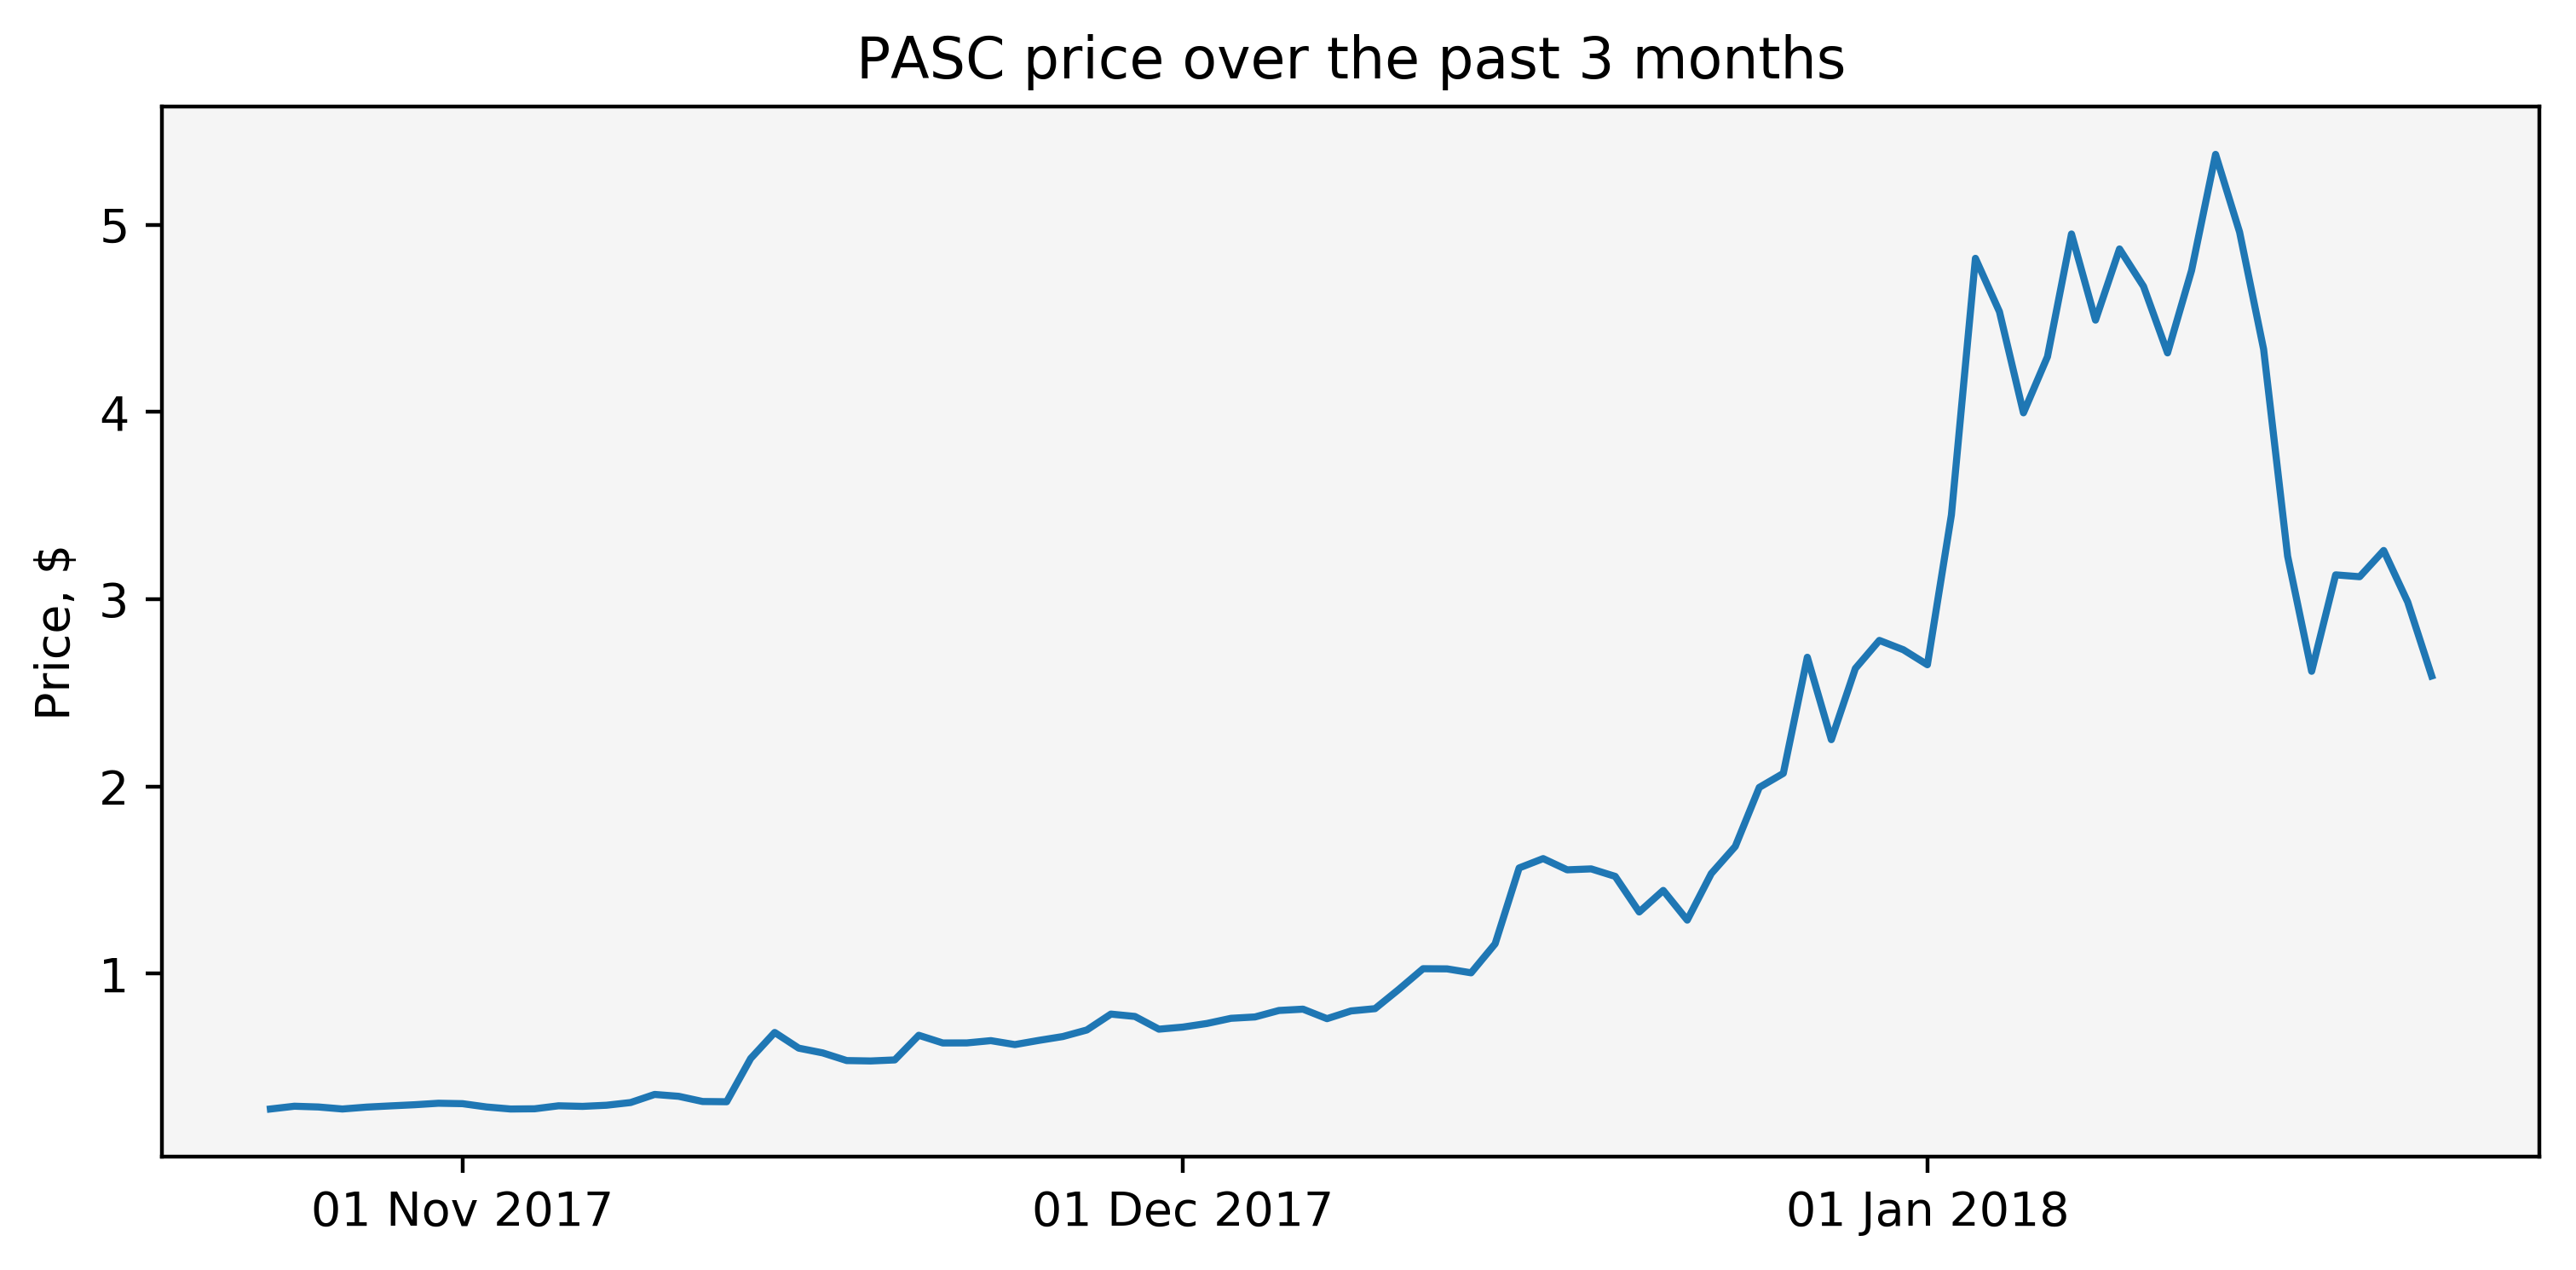 PASC price over the past 3 months
Price, $
5
4
3
2
1
01 Nov 2017
01 Dec 2017
01 Jan 2018